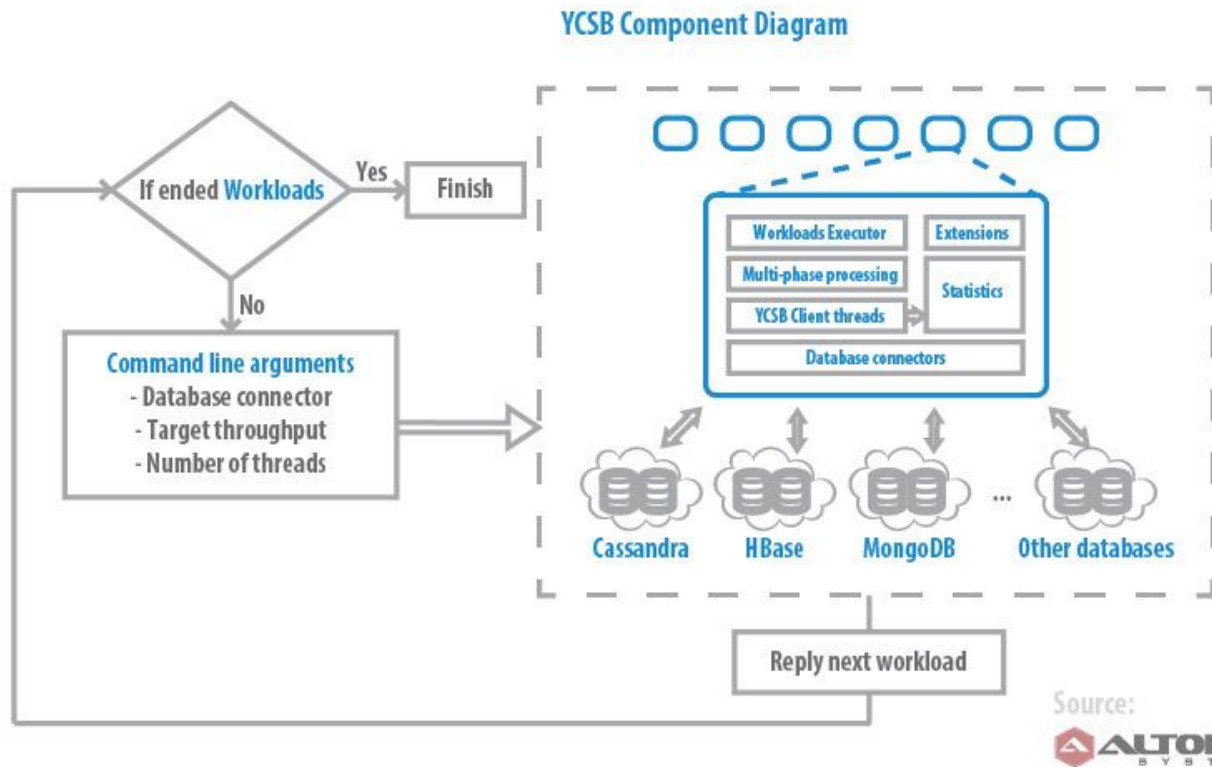 YCSB Component Diagram
If ended Workloads
Yes
Finish
No
Command line arguments
- Database connector
- Target throughput
- Number of threads
Workloads Executor
Extensions
Multi-phase processing
Statistics
YCSB Client threads
Database connectors
...
Cassandra
HBase
MongoDB
Other databases
Reply next workload
Source: